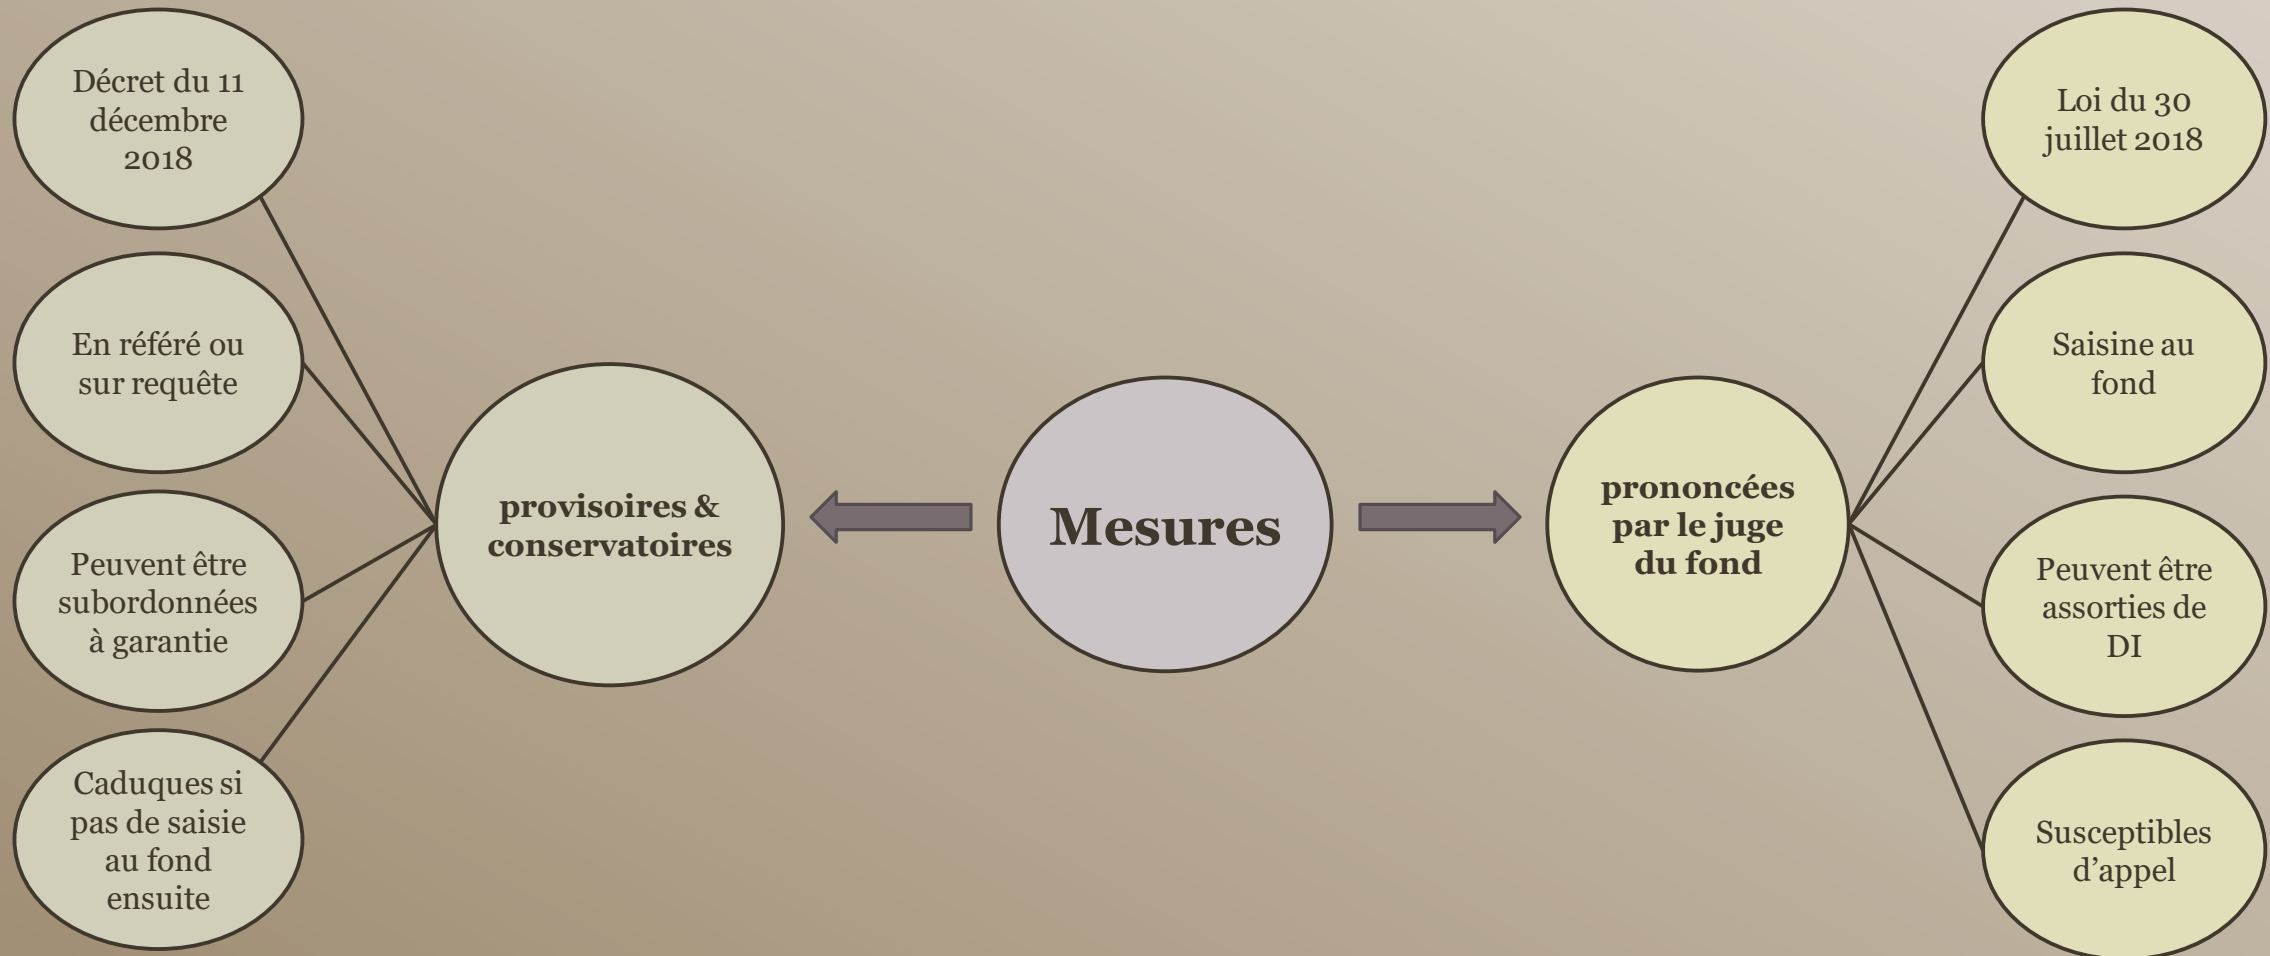 Décret du 11
décembre
2018
En référé ou
sur requête
Peuvent être
subordonnées
à garantie
Caduques si
pas de saisie
au fond
ensuite
provisoires &
conservatoires
Mesures
prononcées
par le juge
du fond
Loi du 30
juillet 2018
Saisine au
fond
Peuvent être
assorties de
DI
Susceptibles
d’appel